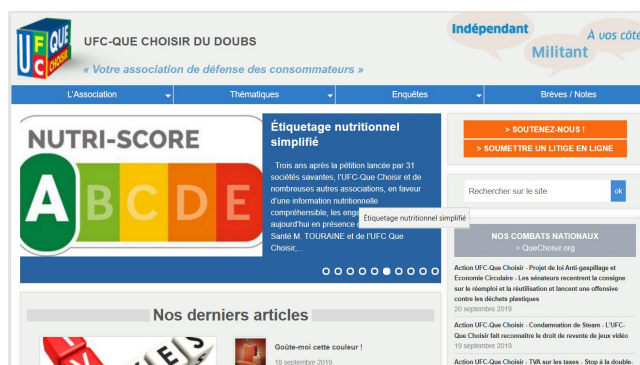 UFC QUE CHOISIR
UFC-QUE CHOISIR DU DOUBS
« Votre association de défense des consommateurs »
Indépendant
À vos côté
Militant
L'Association
Thématiques
Enquêtes
Brèves / Notes
NUTRI-SCORE
A B C D E
Étiquetage nutritionnel
simplifié
Trois ans après la pétition lancée par 31
sociétés savantes, l'UFC-Que Choisir et de
nombreuses autres associations, en faveur
d'une information nutritionnelle
compréhensible, les enga
Étiquetage nutritionnel simplifié
aujourd'hui en présence
Santé M. TOURAINE et de l'UFC Que
Choisir,...
> SOUTENEZ-NOUS !
> SOUMETTRE UN LITIGE EN LIGNE
Rechercher sur le site
ok
NOS COMBATS NATIONAUX
> QueChoisir.org
Action UFC-Que Choisir - Projet de loi Anti-gaspillage et
Economie Circulaire - Les sénateurs rencontent la consigne
sur le réemploi et la réutilisation et lancent une offensive
contre les déchets plastiques
20 septembre 2019
Action UFC-Que Choisir - Condamnation de Steam - L'UFC-
Que Choisir fait reconnaître le droit de revente de jeux vidéo
19 septembre 2019
Action UFC-Que Choisir - TVA sur les taxes - Stop à la double-
Nos derniers articles
Goûte-moi cette couleur !
18 septembre 2019